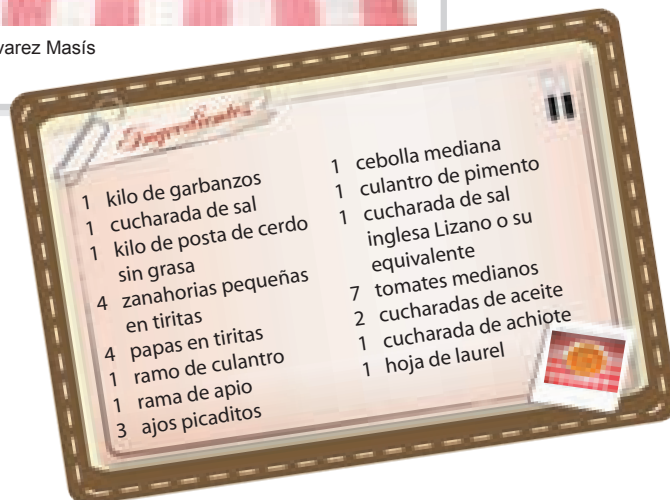 varez Masís
Ingredientes
1 kilo de garbanzos
1 cucharada de sal
1 kilo de posta de cerdo
sin grasa
4 zanahorias pequeñas
en tiritas
4 papas en tiritas
1 ramo de culantro
1 rama de apio
3 ajos picaditos
1 cebolla mediana
1 culantro de pimento
1 cucharada de sal
inglesa Lizano o su
equivalente
7 tomates medianos
2 cucharadas de aceite
1 cucharada de achiote
1 hoja de laurel